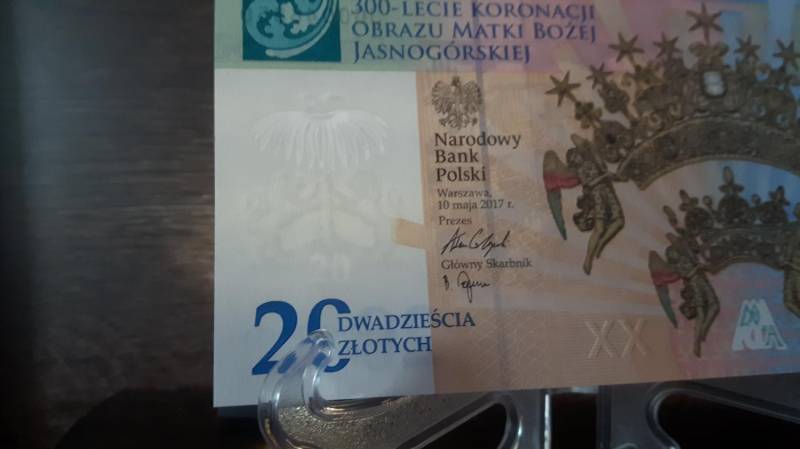 300-LECIE KORONACJI
OBRAZU MATKI BOŻEJ
JASNOGÓRSKIEJ
Narodowy
Bank
Polski
Warszawa,
10 maja 2017 r.
Prezes
Główny Skarbnik
20 DWADZIEŚCIA
ZŁOTYCH
XX